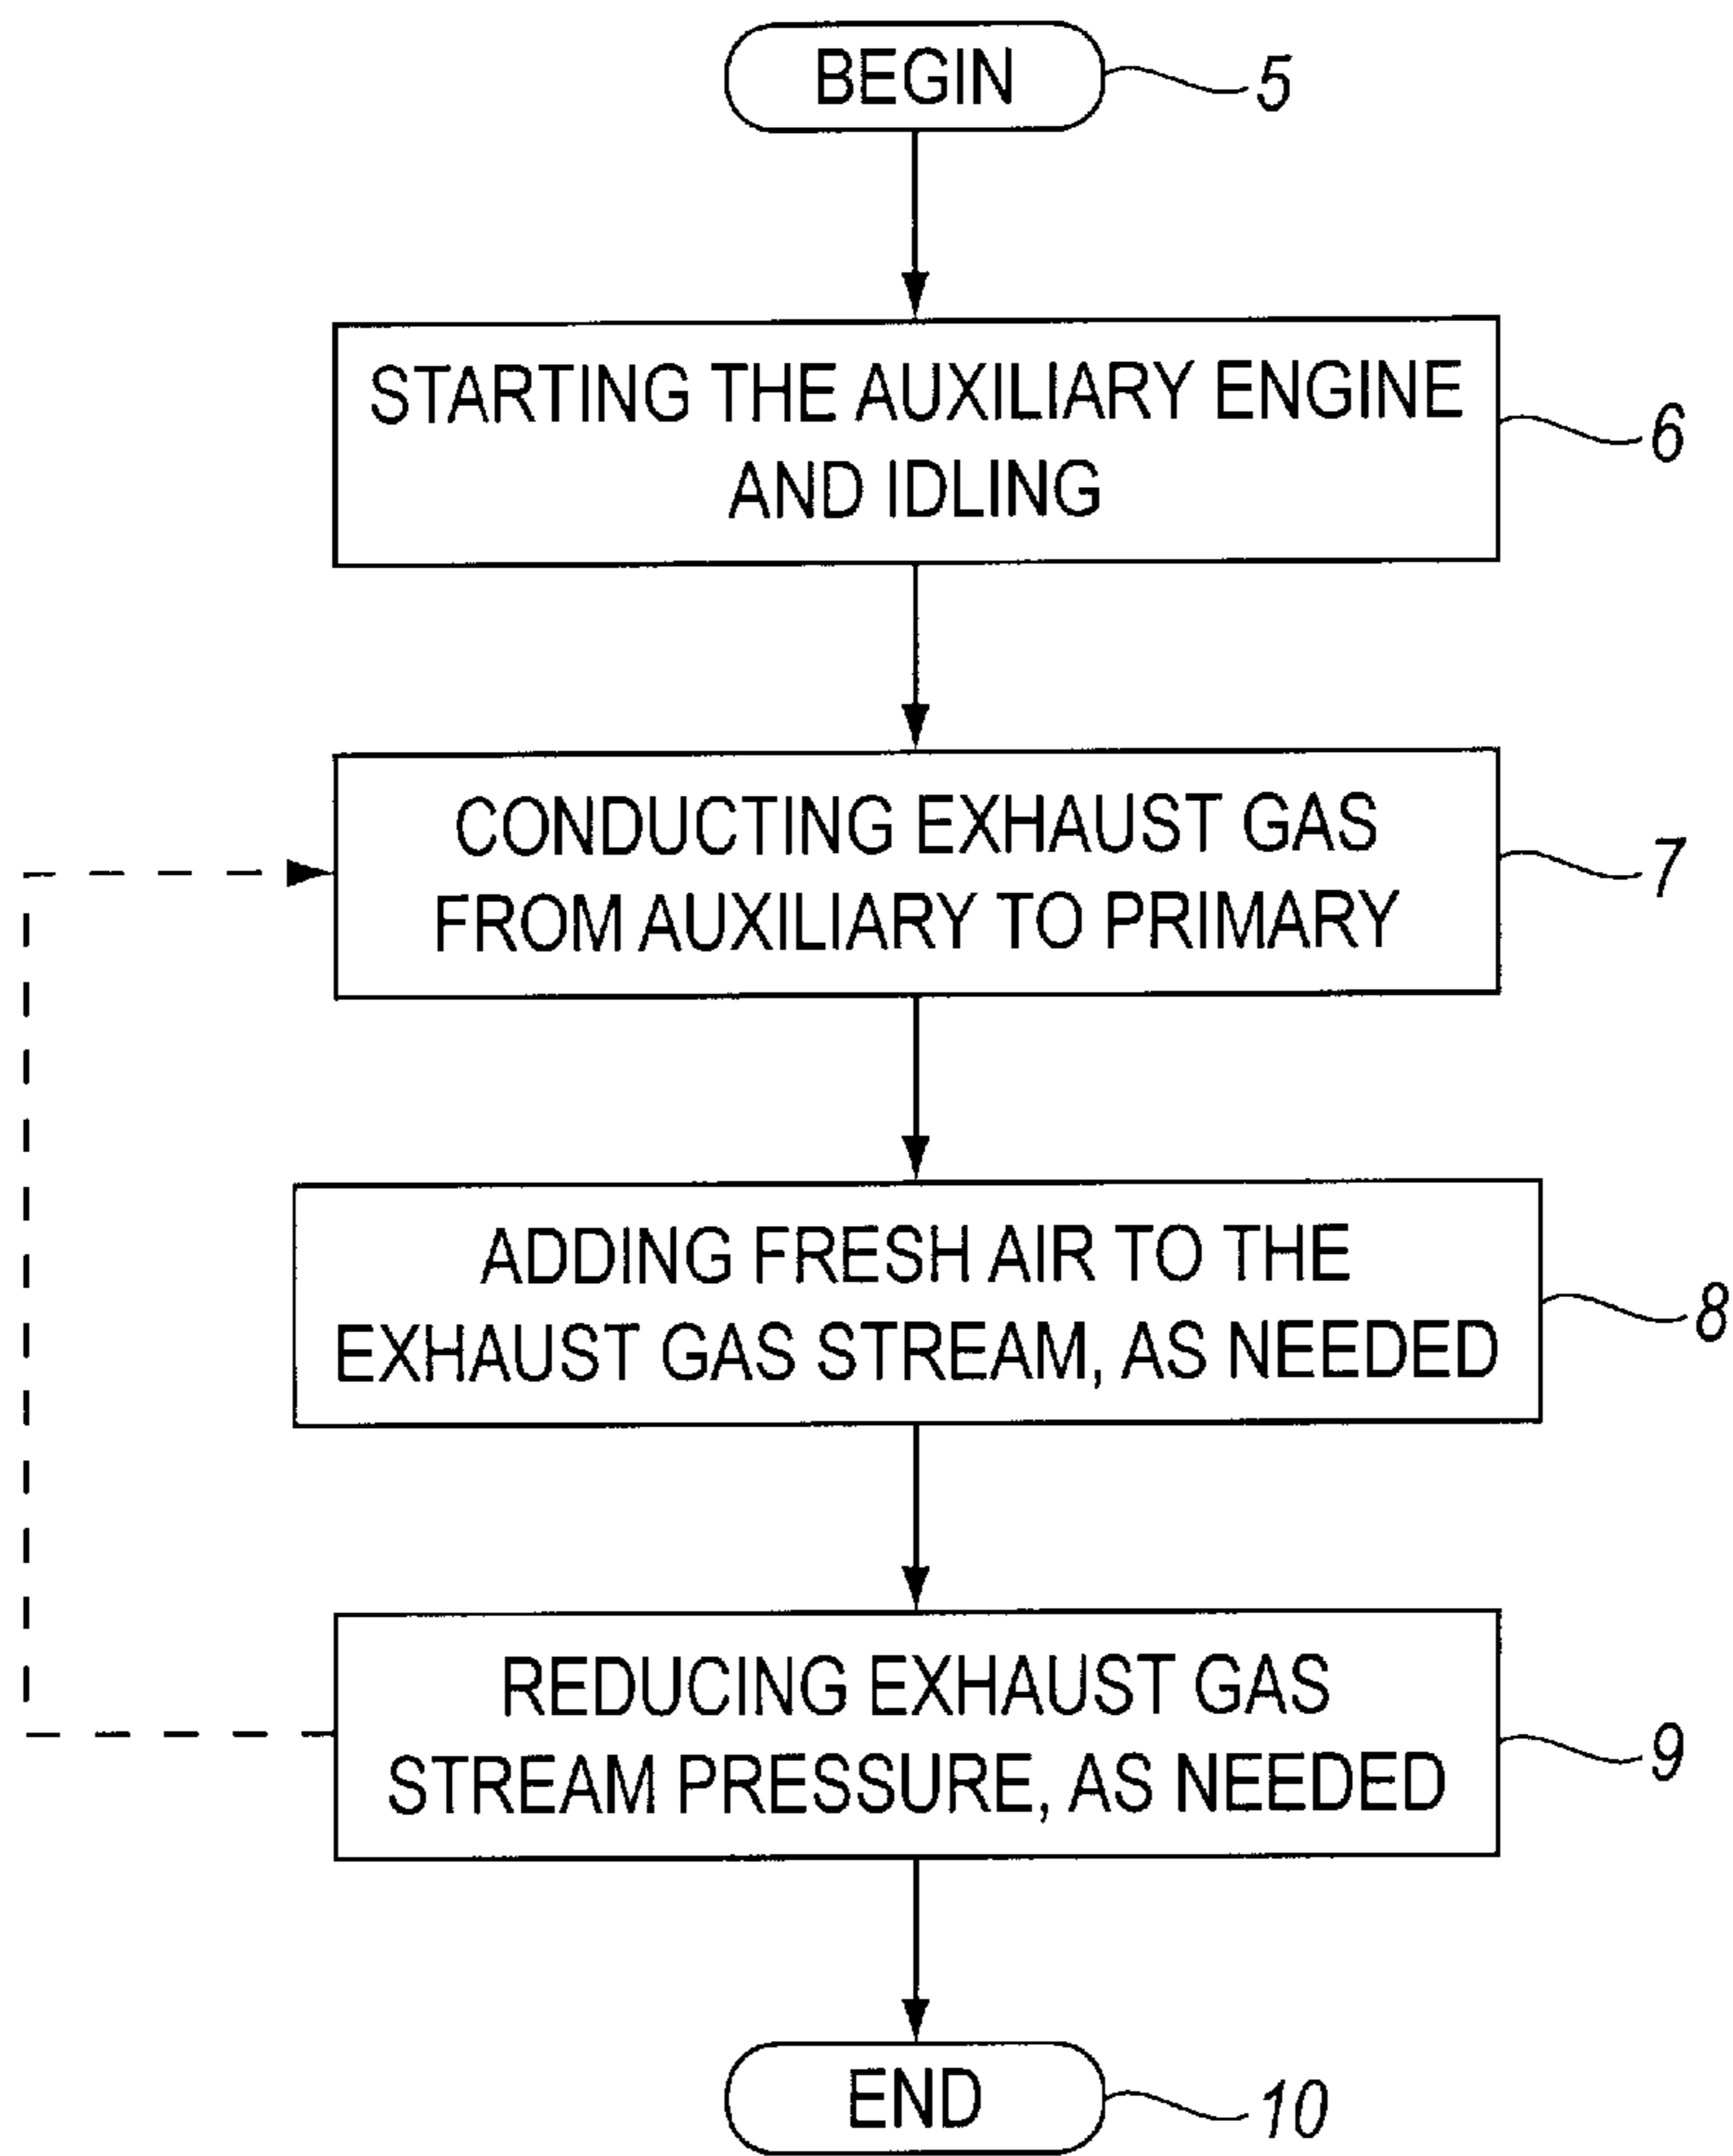 BEGIN
5
STARTING THE AUXILIARY ENGINE
AND IDLING
6
CONDUCTING EXHAUST GAS
FROM AUXILIARY TO PRIMARY
7
ADDING FRESH AIR TO THE
EXHAUST GAS STREAM, AS NEEDED
8
REDUCING EXHAUST GAS
STREAM PRESSURE, AS NEEDED
9
END
10